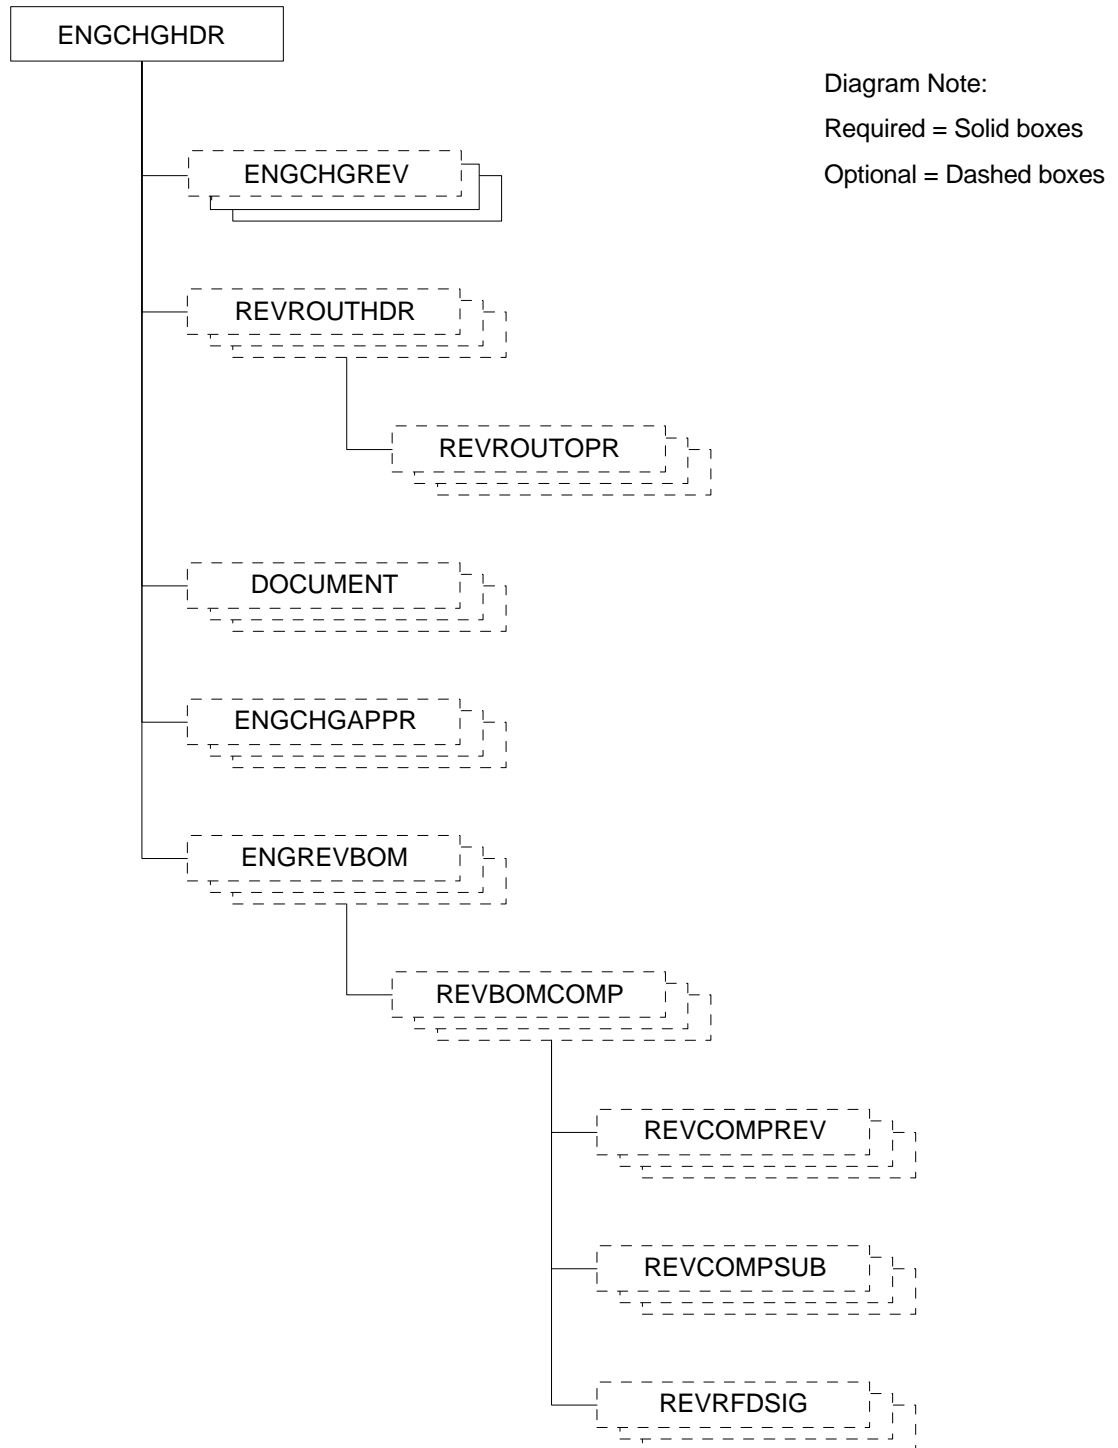 ENGCHGHDR
Diagram Note:
Required = Solid boxes
Optional = Dashed boxes
ENGCHGREV
REVROUTHDR
REVROUTOPR
DOCUMENT
ENGCHGAPPR
ENGREVBOM
REVBOMCOMP
REVCOMPREV
REVCOMPSUB
REVRFDSIG